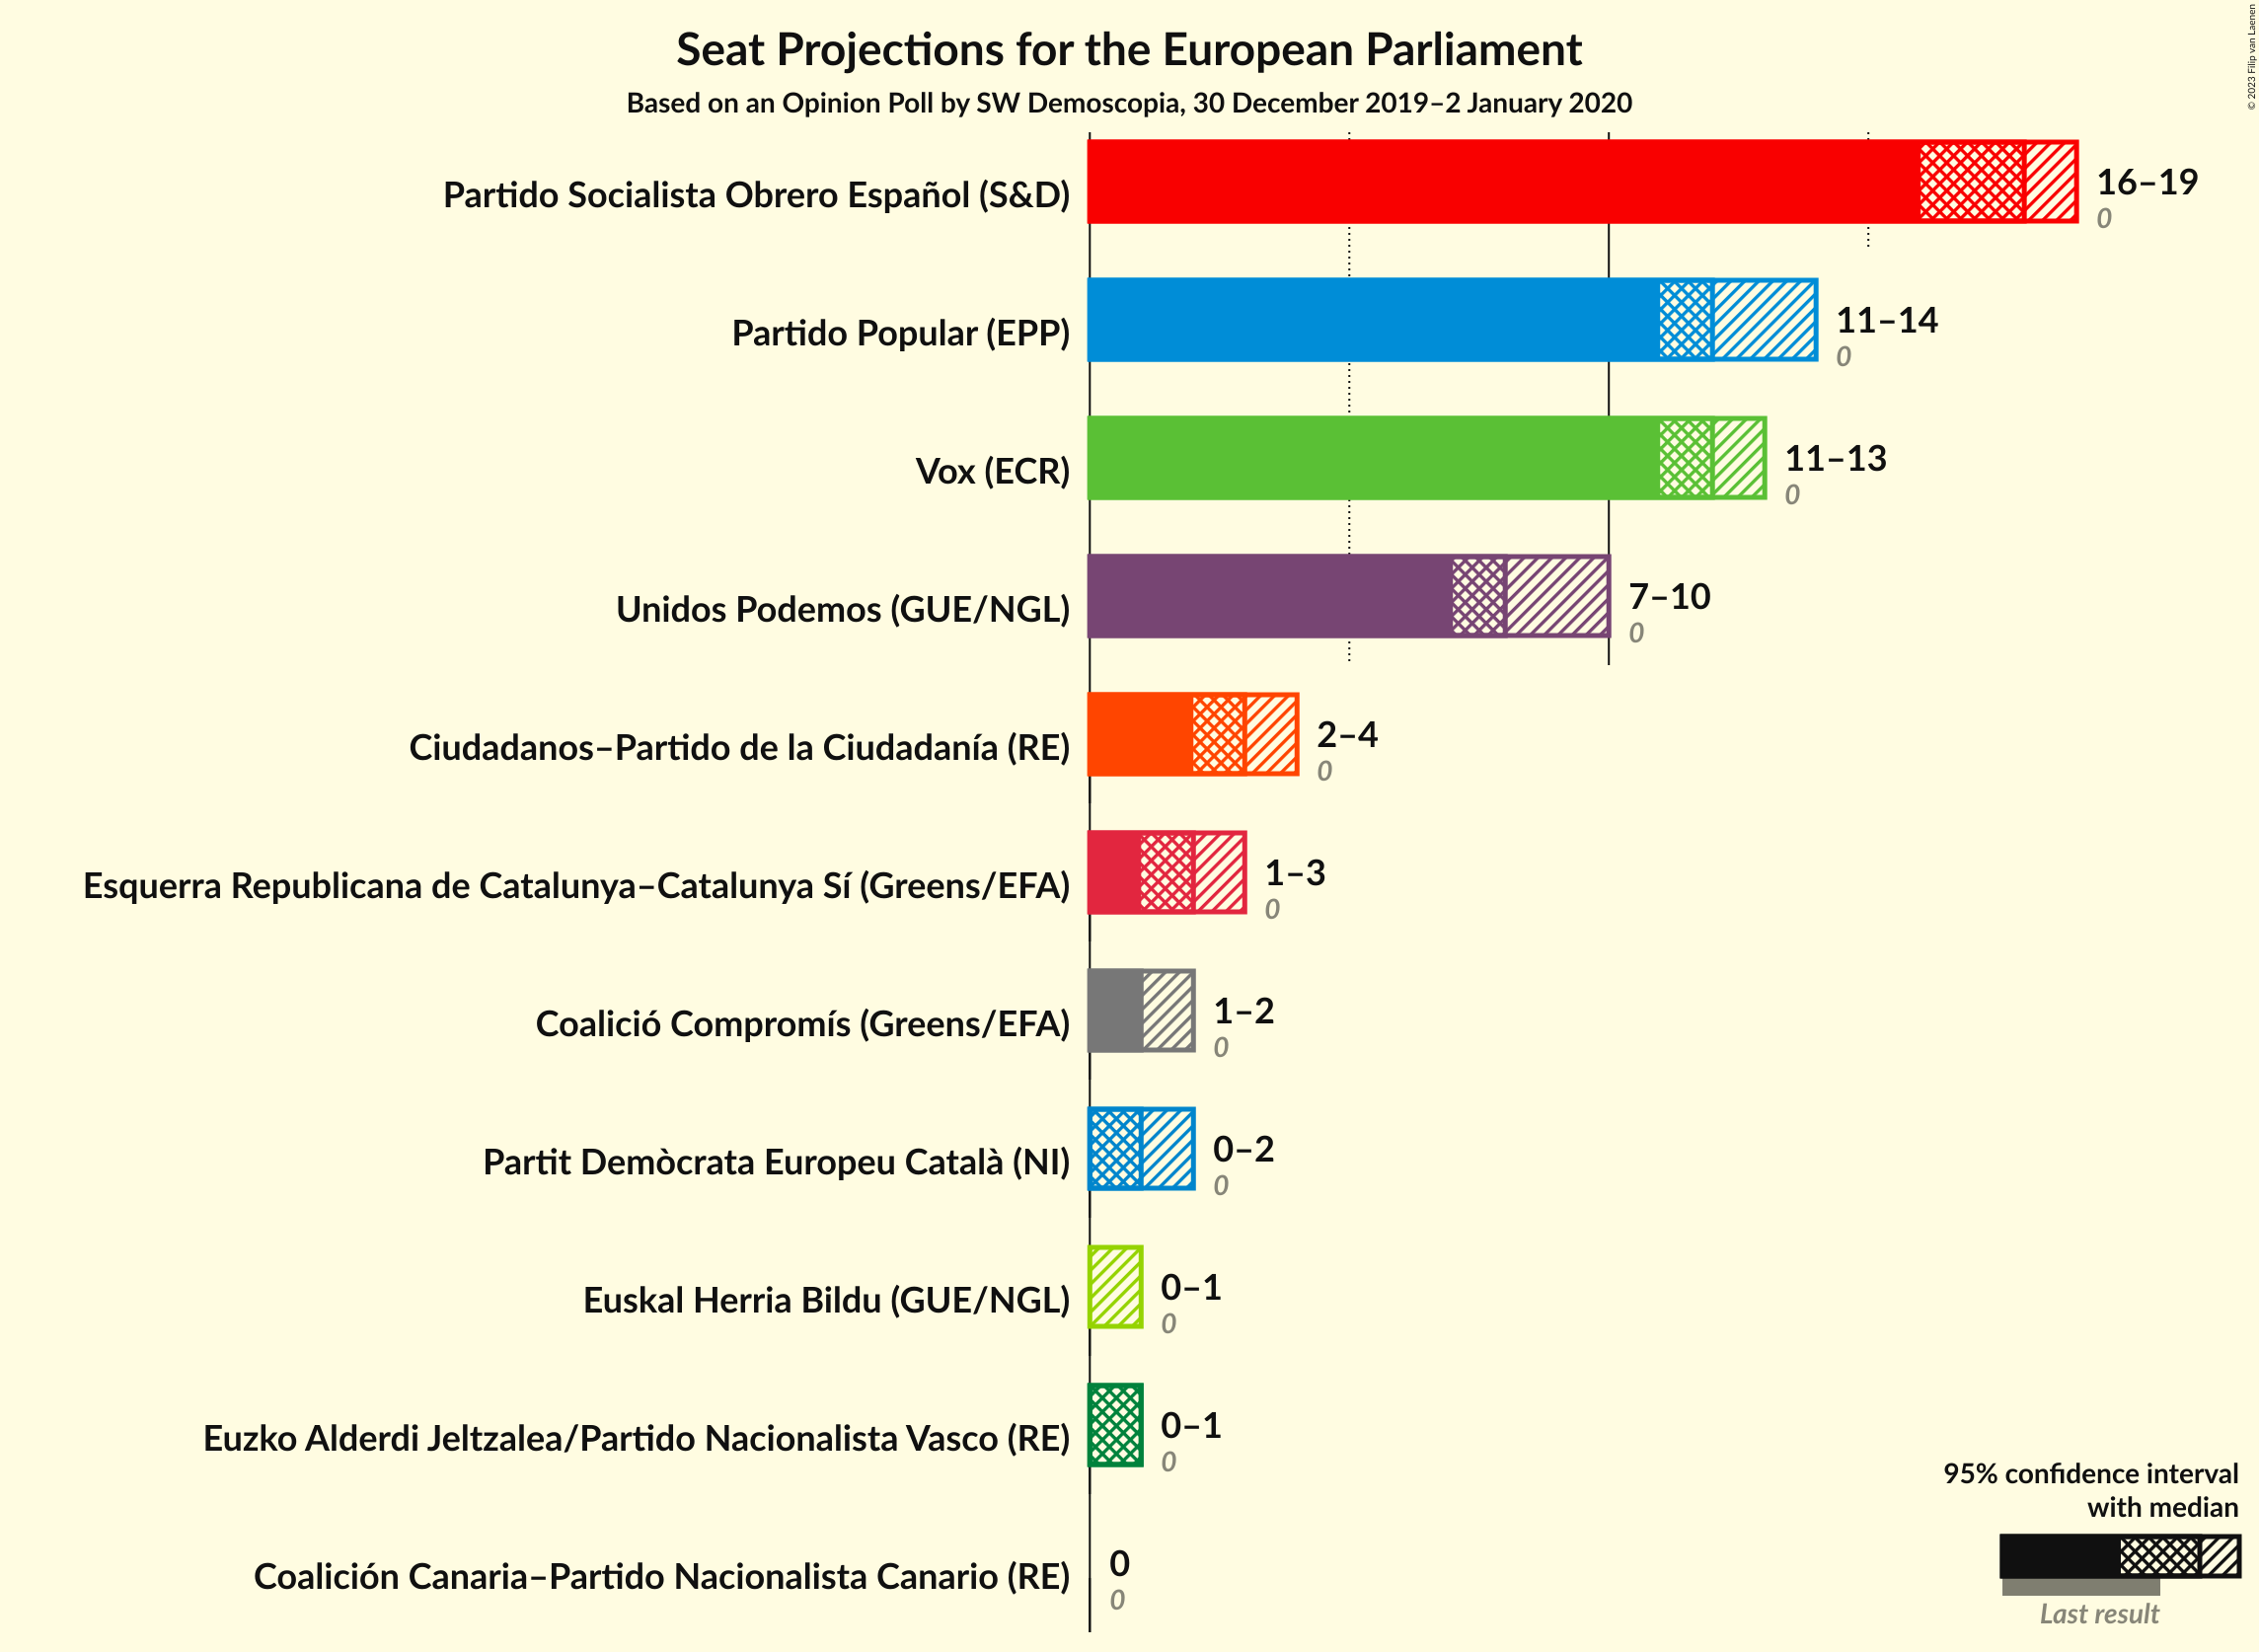 Seat Projections for the European Parliament
Based on an Opinion Poll by SW Demoscopia, 30 December 2019–2 January 2020
© 2023 Filip van Laenen
Partido Socialista Obrero Español (S&D)
16–19
0
Partido Popular (EPP)
11–14
0
Vox (ECR)
11–13
0
Unidos Podemos (GUE/NGL)
7–10
0
Ciudadanos–Partido de la Ciudadanía (RE)
2–4
0
Esquerra Republicana de Catalunya–Catalunya Sí (Greens/EFA)
1–3
0
Coalició Compromís (Greens/EFA)
1–2
0
Partit Demòcrata Europeu Català (NI)
0–2
0
Euskal Herria Bildu (GUE/NGL)
0–1
0
Euzko Alderdi Jeltzalea/Partido Nacionalista Vasco (RE)
0–1
0
Coalición Canaria–Partido Nacionalista Canario (RE)
0
0
95% confidence interval
with median
Last result